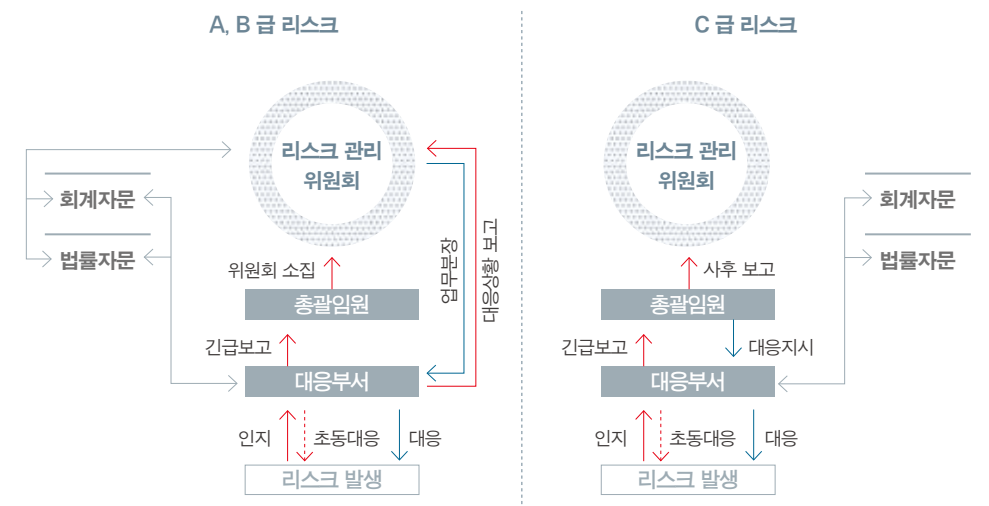 A, B 급 리스크
리스크 관리
위원회
회계자문
법률자문
위원회 소집
총괄임원
업무분장
대응상황 보고
긴급보고
대응부서
인지
초동대응
대응
리스크 발생
C 급 리스크
리스크 관리
위원회
회계자문
법률자문
사후 보고
총괄임원
긴급보고
대응지시
대응부서
인지
초동대응
대응
리스크 발생